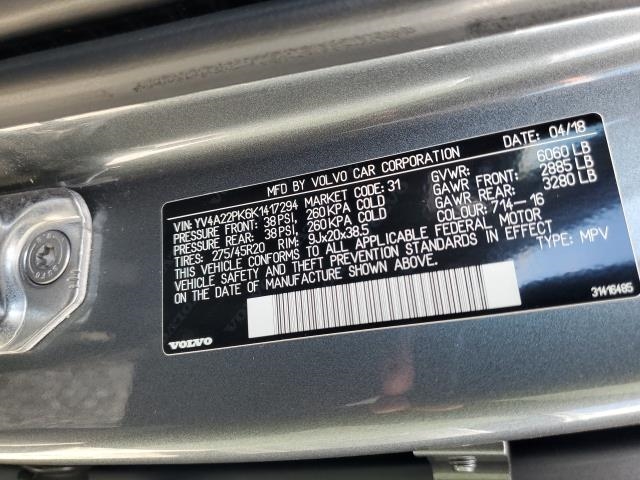 MFD BY VOLVO CAR CORPORATION DATE: 04/18
VIN: YV4A22PK6K1417294 MARKET CODE: 31 GVWR: 6060 LB
PRESSURE FRONT: 38 PSI, 260 KPA COLD GAWR FRONT: 2885 LB
PRESSURE REAR: 38 PSI, 260 KPA COLD GAWR REAR: 3280 LB
TIRES: 275/45R20 RIM: 9Jx20x38.5 COLOUR: 714-16
THIS VEHICLE CONFORMS TO ALL APPLICABLE FEDERAL MOTOR
VEHICLE SAFETY AND THEFT PREVENTION STANDARDS IN EFFECT
ON THE DATE OF MANUFACTURE SHOWN ABOVE. TYPE: MPV
VOLVO 31416485